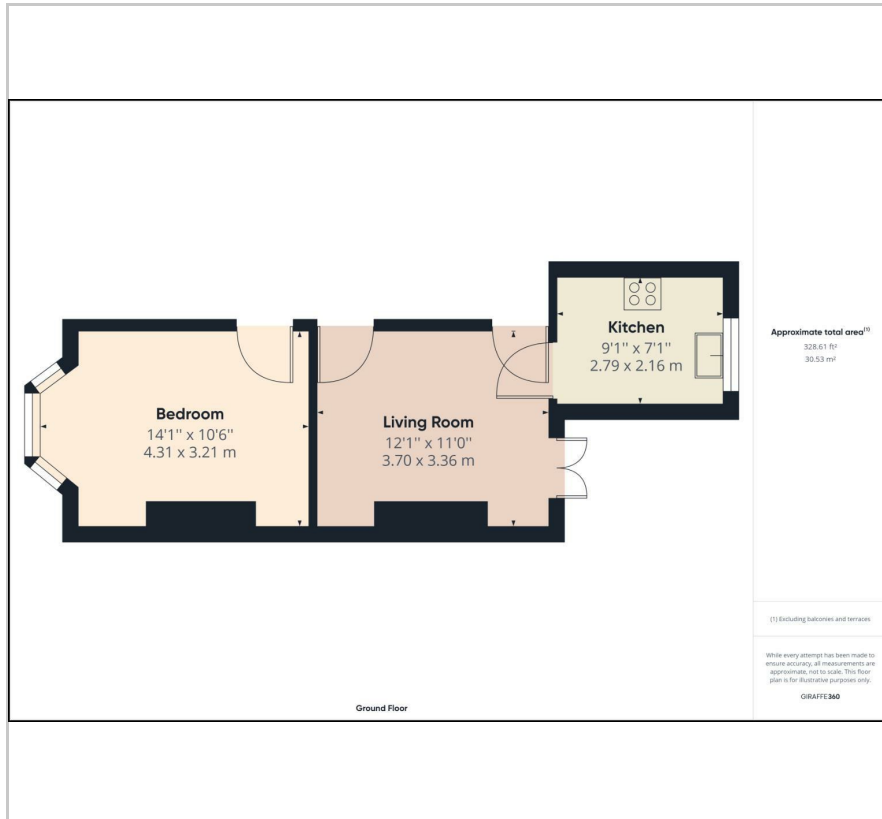 Bedroom
14'1'' x 10'6''
4.31 x 3.21 m
Living Room
12'1'' x 11'0''
3.70 x 3.36 m
Kitchen
9'1'' x 7'1''
2.79 x 2.16 m
Ground Floor
Approximate total area(1)
328.61 ft²
30.53 m²
(1) Excluding balconies and terraces
While every attempt has been made to
ensure accuracy, all measurements are
approximate, not to scale. This floor
plan is for illustrative purposes only.
GIRAFFE360